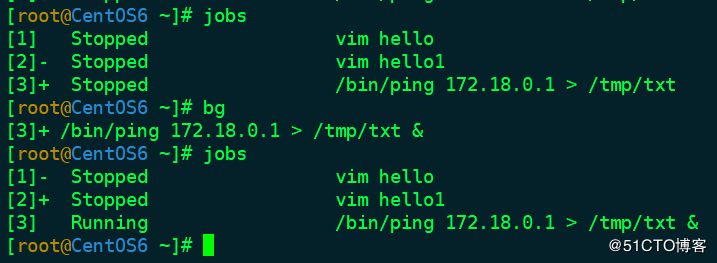 [root@CentOS6 ~]# jobs
[1]   Stopped                 vim hello
[2]-  Stopped                 vim hello1
[3]+  Stopped                 /bin/ping 172.18.0.1 > /tmp/txt
[root@CentOS6 ~]# bg
[3]+ /bin/ping 172.18.0.1 > /tmp/txt &
[root@CentOS6 ~]# jobs
[1]-  Stopped                 vim hello
[2]+  Stopped                 vim hello1
[3]   Running                 /bin/ping 172.18.0.1 > /tmp/txt &
[root@CentOS6 ~]#
@51CTO博客